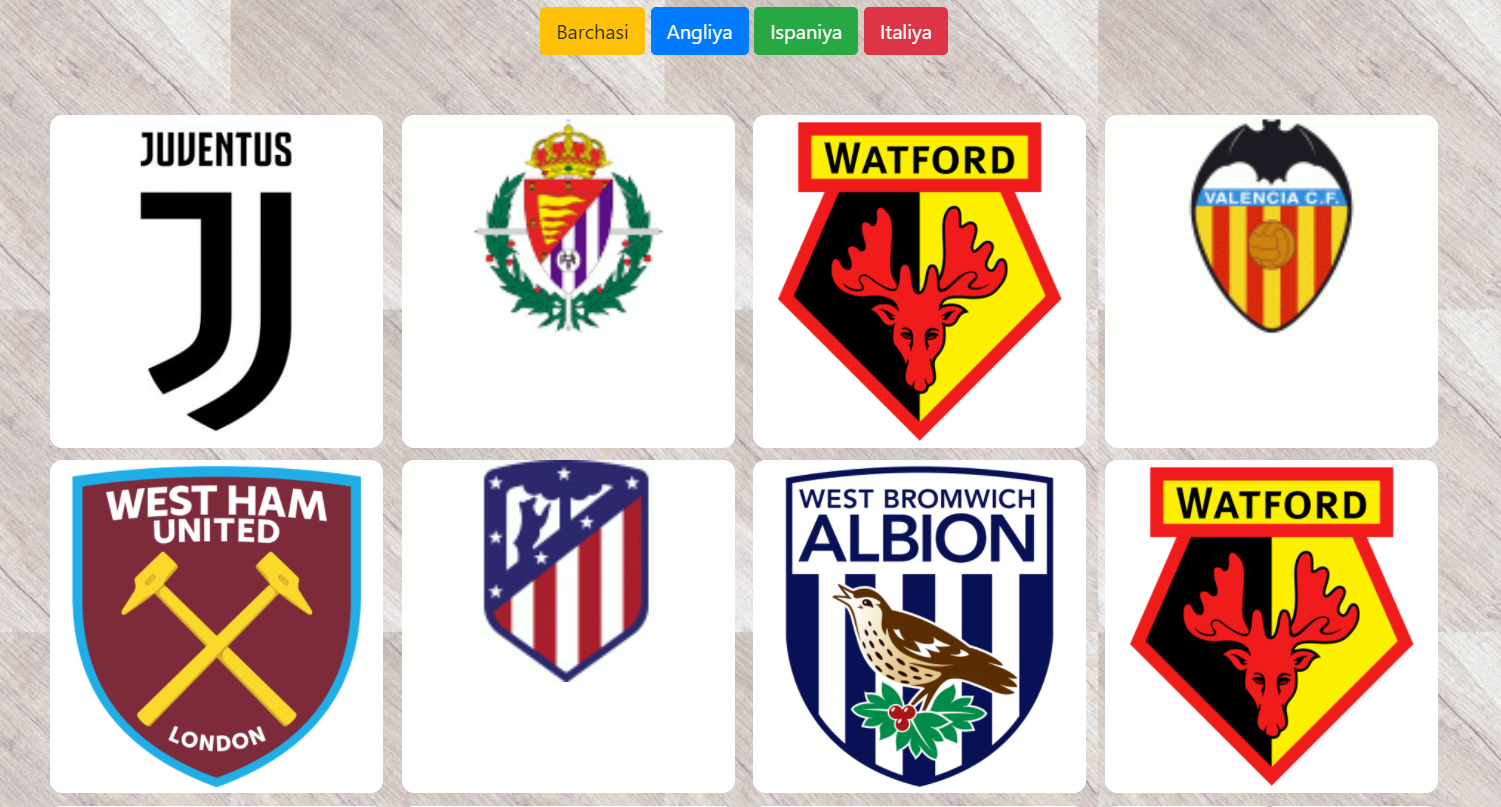 Barchasi Angliya Ispaniya Italiya
JUVENTUS
WATFORD
VALENCIA C.F.
WEST HAM
UNITED
LONDON
WEST BROMWICH
ALBION
WATFORD